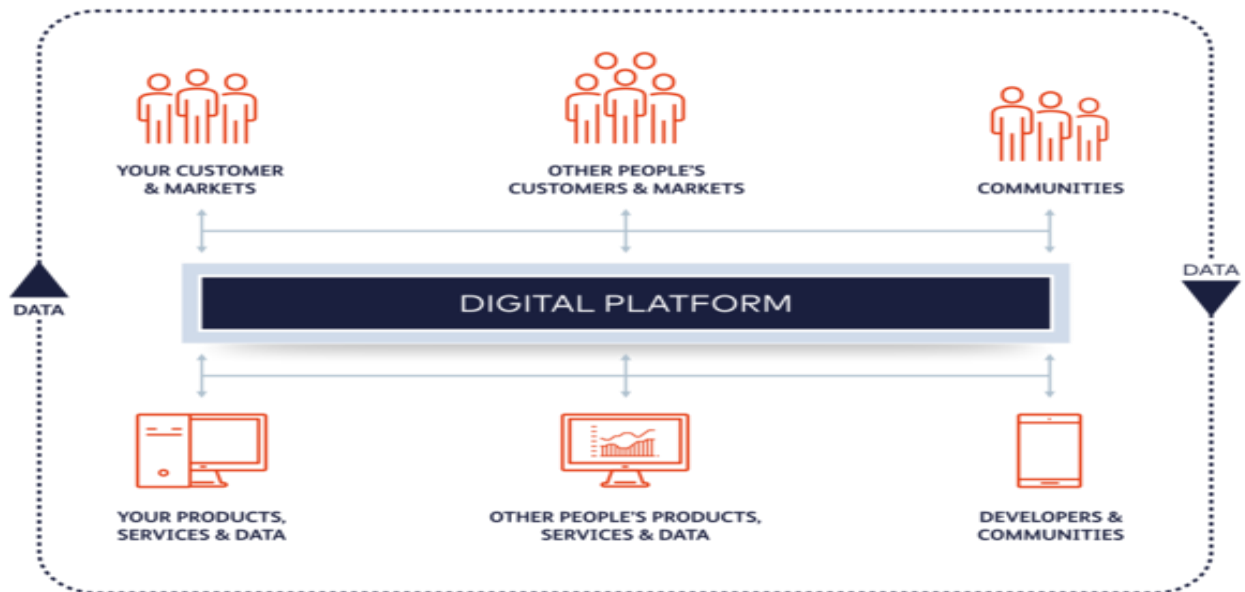 YOUR CUSTOMER
& MARKETS
OTHER PEOPLE'S
CUSTOMERS & MARKETS
COMMUNITIES
DATA
DATA
DIGITAL PLATFORM
YOUR PRODUCTS,
SERVICES & DATA
OTHER PEOPLE'S PRODUCTS,
SERVICES & DATA
DEVELOPERS &
COMMUNITIES